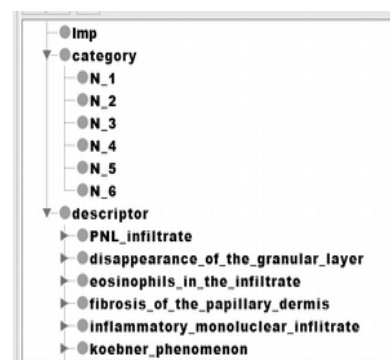 Imp
category
N_1
N_2
N_3
N_4
N_5
N_6
descriptor
PNL_infiltrate
disappearance_of_the_granular_layer
eosinophils_in_the_infiltrate
fibrosis_of_the_papillary_dermis
inflammatory_monoluclear_inflitrate
koebner_phenomenon